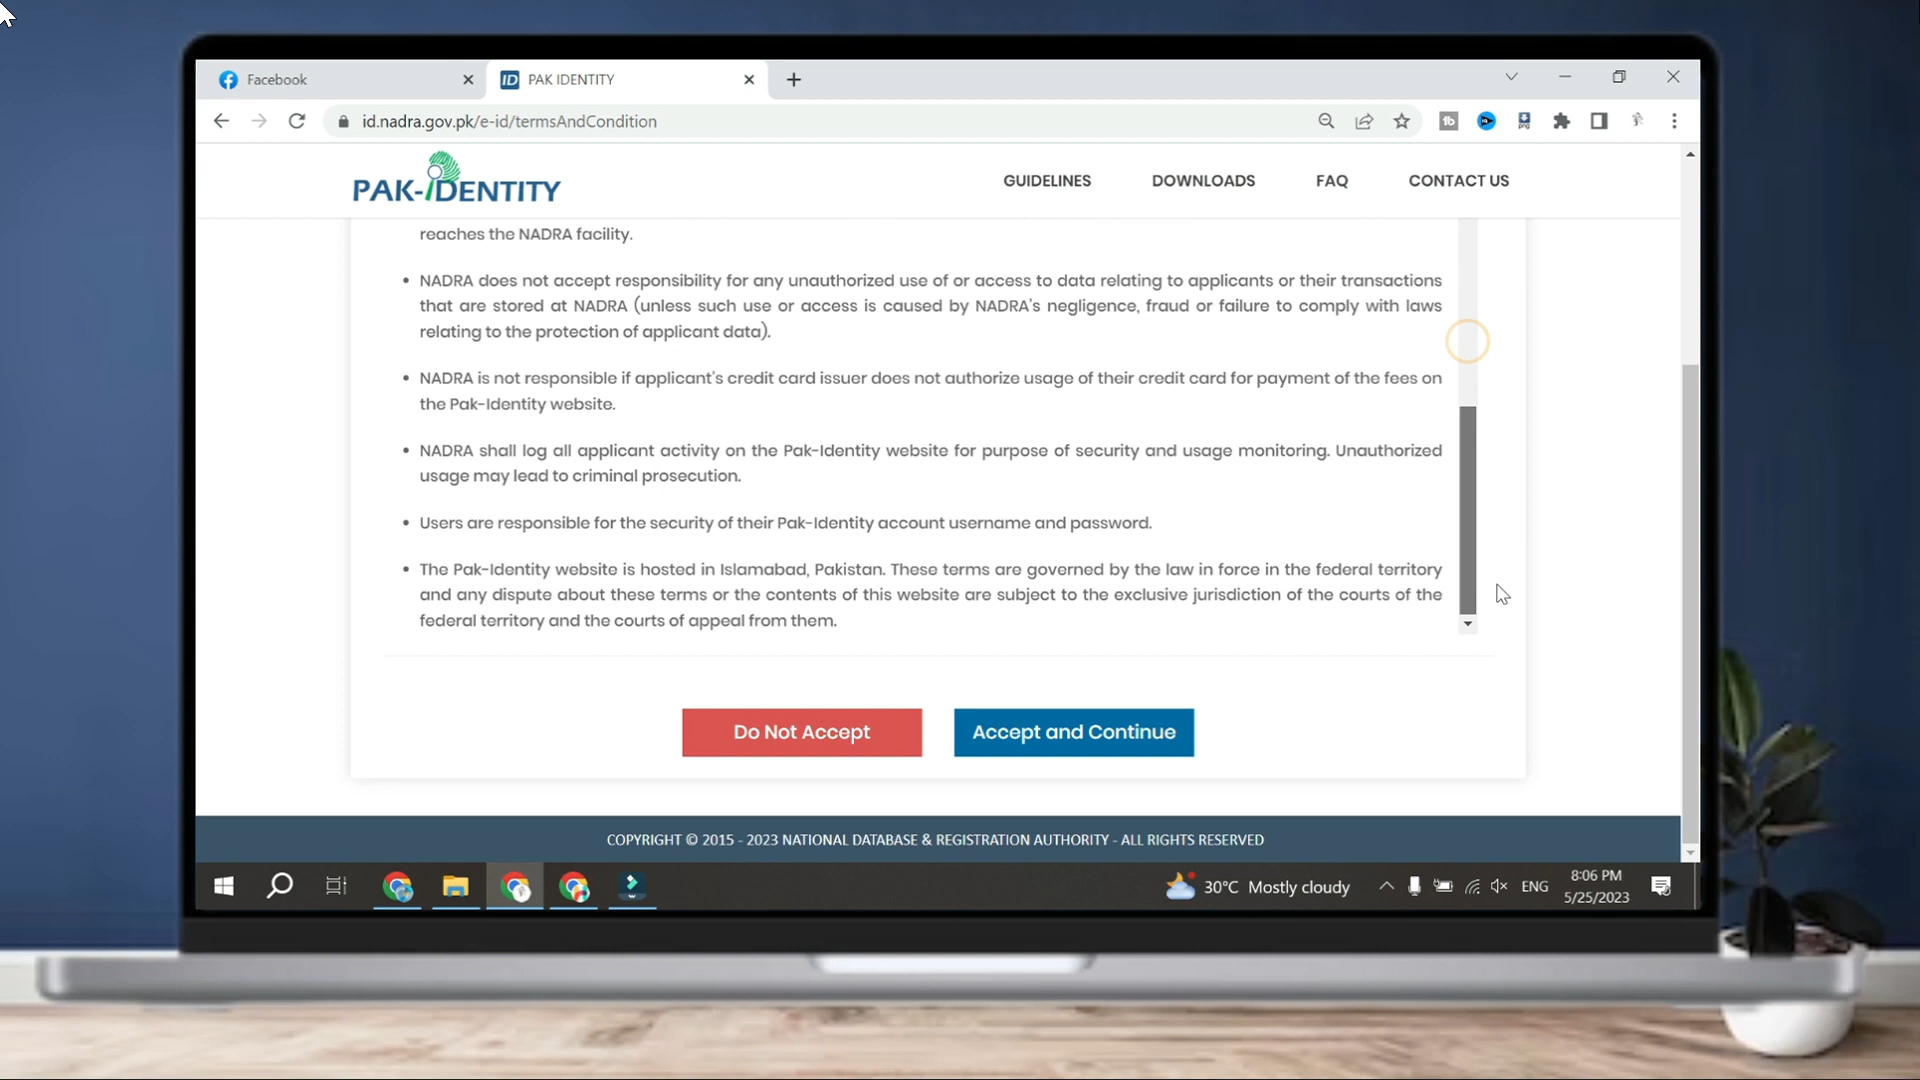 Facebook
PAK IDENTITY
id.nadra.gov.pk/e-id/termsAndCondition
PAK-IDENTITY
GUIDELINES
DOWNLOADS
FAQ
CONTACT US
reaches the NADRA facility.
• NADRA does not accept responsibility for any unauthorized use of or access to data relating to applicants or their transactions
that are stored at NADRA (unless such use or access is caused by NADRA's negligence, fraud or failure to comply with laws
relating to the protection of applicant data).
• NADRA is not responsible if applicant's credit card issuer does not authorize usage of their credit card for payment of the fees on
the Pak-Identity website.
• NADRA shall log all applicant activity on the Pak-Identity website for purpose of security and usage monitoring. Unauthorized
usage may lead to criminal prosecution.
• Users are responsible for the security of their Pak-Identity account username and password.
• The Pak-Identity website is hosted in Islamabad, Pakistan. These terms are governed by the law in force in the federal territory
and any dispute about these terms or the contents of this website are subject to the exclusive jurisdiction of the courts of the
federal territory and the courts of appeal from them.
Do Not Accept
Accept and Continue
COPYRIGHT © 2015 - 2023 NATIONAL DATABASE & REGISTRATION AUTHORITY - ALL RIGHTS RESERVED
30°C Mostly cloudy
ENG
8:06 PM
5/25/2023